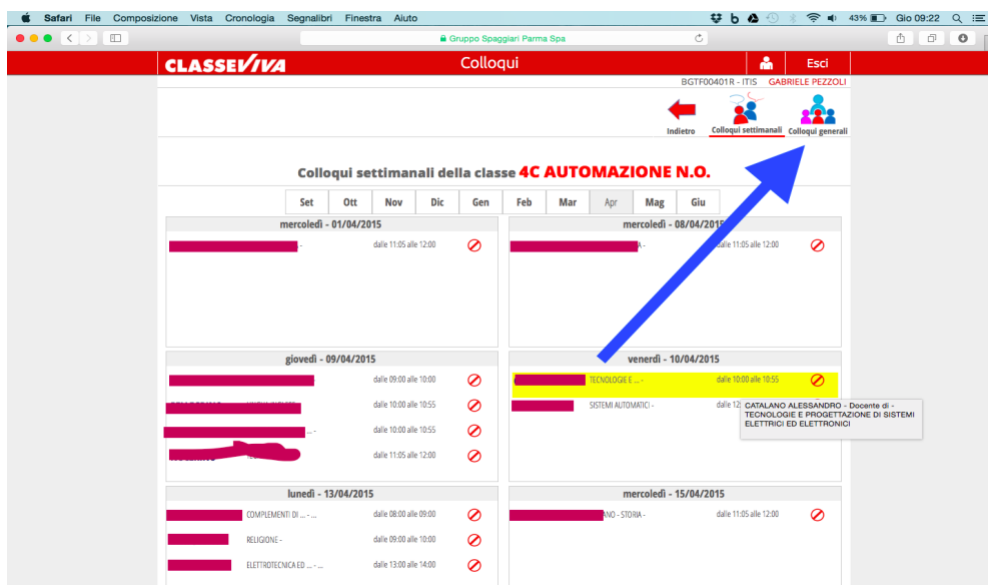 Safari File Composizione Vista Cronologia Segnalibri Finestra Aiuto 43% Gio 09:22
Gruppo Spaggiari Parma Spa
CLASSEVIVA Colloqui Esci
BGTF00401R - ITIS GABRIELE PEZZOLI
Indietro Colloqui settimanali Colloqui generali
Colloqui settimanali della classe 4C AUTOMAZIONE N.O.
Set Ott Nov Dic Gen Feb Mar Apr Mag Giu
mercoledì - 01/04/2015 mercoledì - 08/04/2015
- dalle 11:05 alle 12:00 - dalle 11:05 alle 12:00
giovedì - 09/04/2015 venerdì - 10/04/2015
dalle 09:00 alle 10:00 TECNOLOGIE E ... - dalle 10:00 alle 10:55
dalle 10:00 alle 10:55 SISTEMI AUTOMATICI - dalle 12:
... - dalle 10:00 alle 10:55
dalle 11:05 alle 12:00
CATALANO ALESSANDRO - Docente di -
TECNOLOGIE E PROGETTAZIONE DI SISTEMI
ELETTRICI ED ELETTRONICI
lunedì - 13/04/2015 mercoledì - 15/04/2015
COMPLEMENTI DI ... - ... dalle 08:00 alle 09:00 - STORIA - dalle 11:05 alle 12:00
RELIGIONE - dalle 09:00 alle 10:00
ELETTROTECNICA ED ... - ... dalle 13:00 alle 14:00